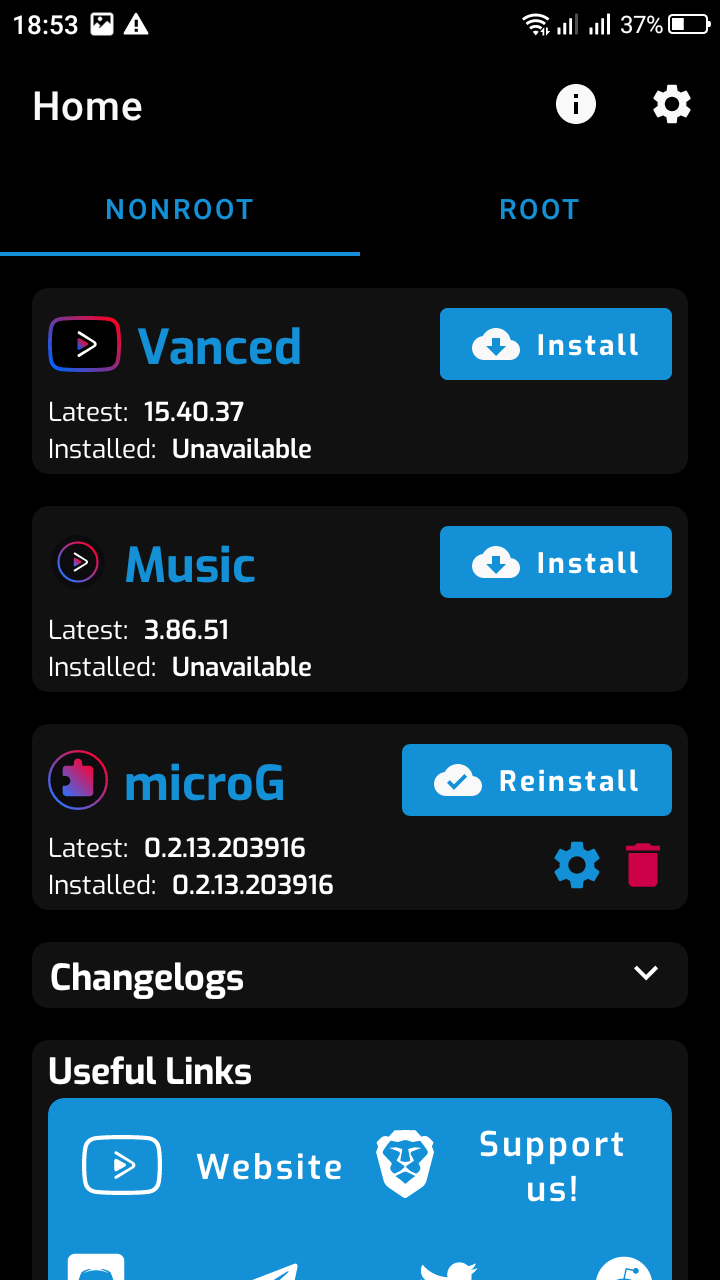 18:53 37%
Home
NONROOT ROOT
Vanced Install
Latest: 15.40.37
Installed: Unavailable
Music Install
Latest: 3.86.51
Installed: Unavailable
microG Reinstall
Latest: 0.2.13.203916
Installed: 0.2.13.203916
Changelogs
Useful Links
Website Support
us!